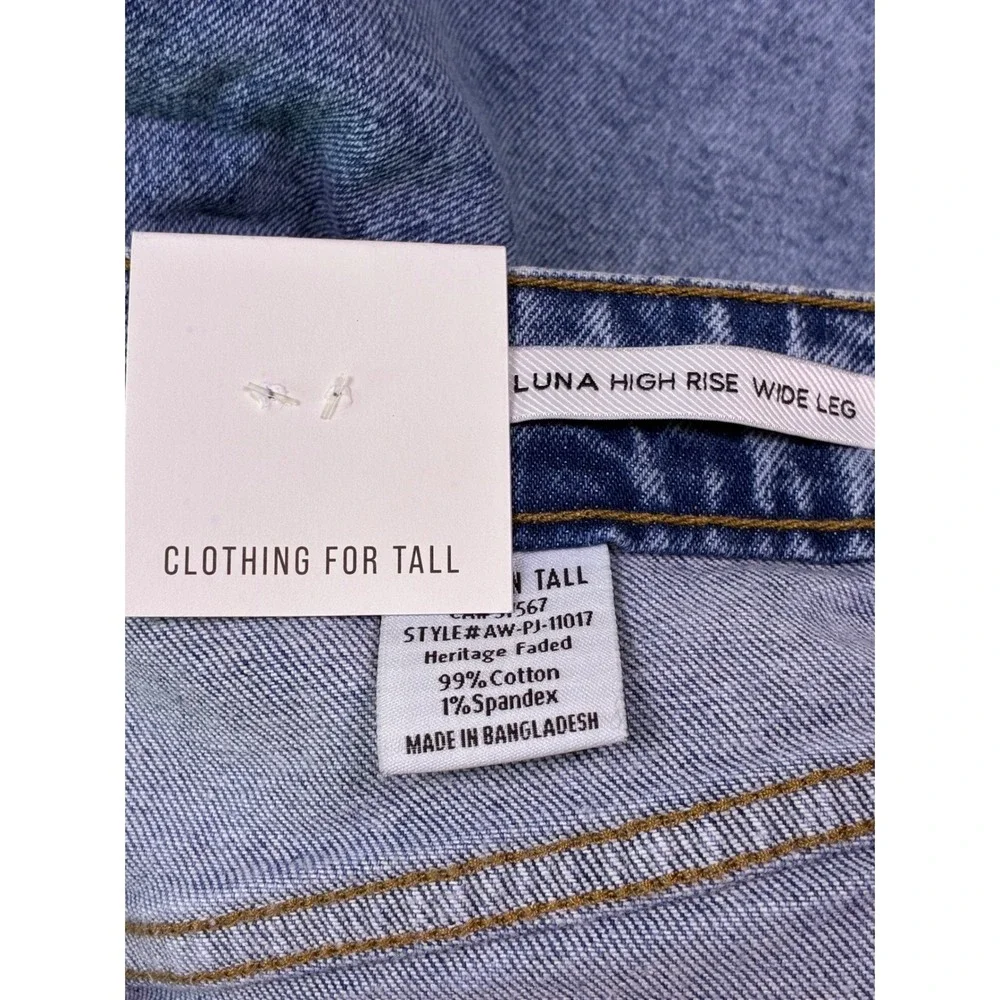 LUNA HIGH RISE WIDE LEG
CLOTHING FOR TALL
TALL
STYLE#AW-PJ-11017
Heritage Faded
99%Cotton
1%Spandex
MADE IN BANGLADESH